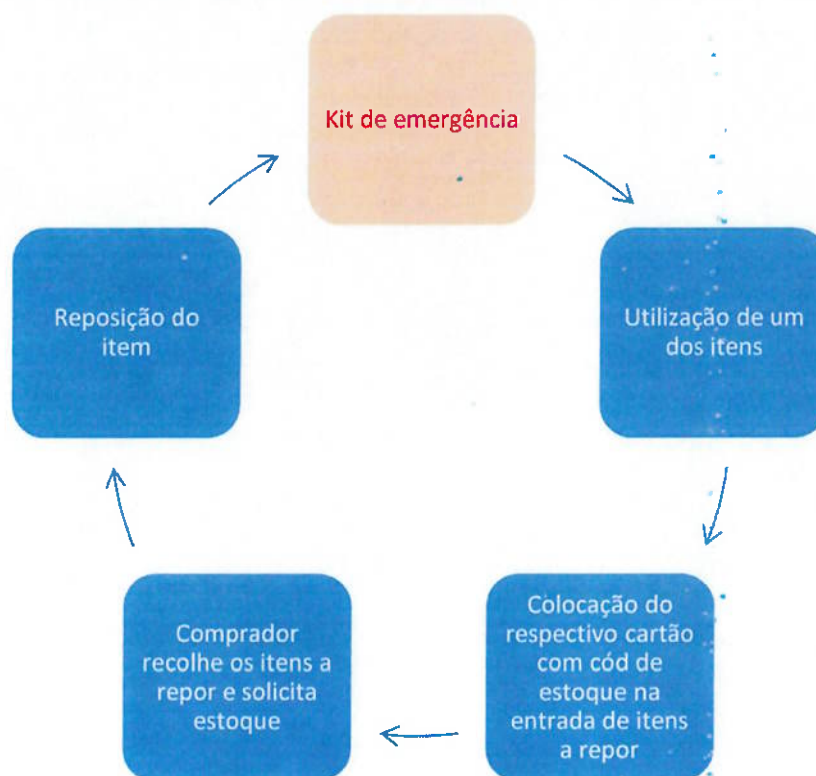 Kit de emergência
Utilização de um
dos itens
Colocação do
respectivo cartão
com cód de
estoque na
entrada de itens
a repor
Comprador
recolhe os itens a
repor e solicita
estoque
Reposição do
item